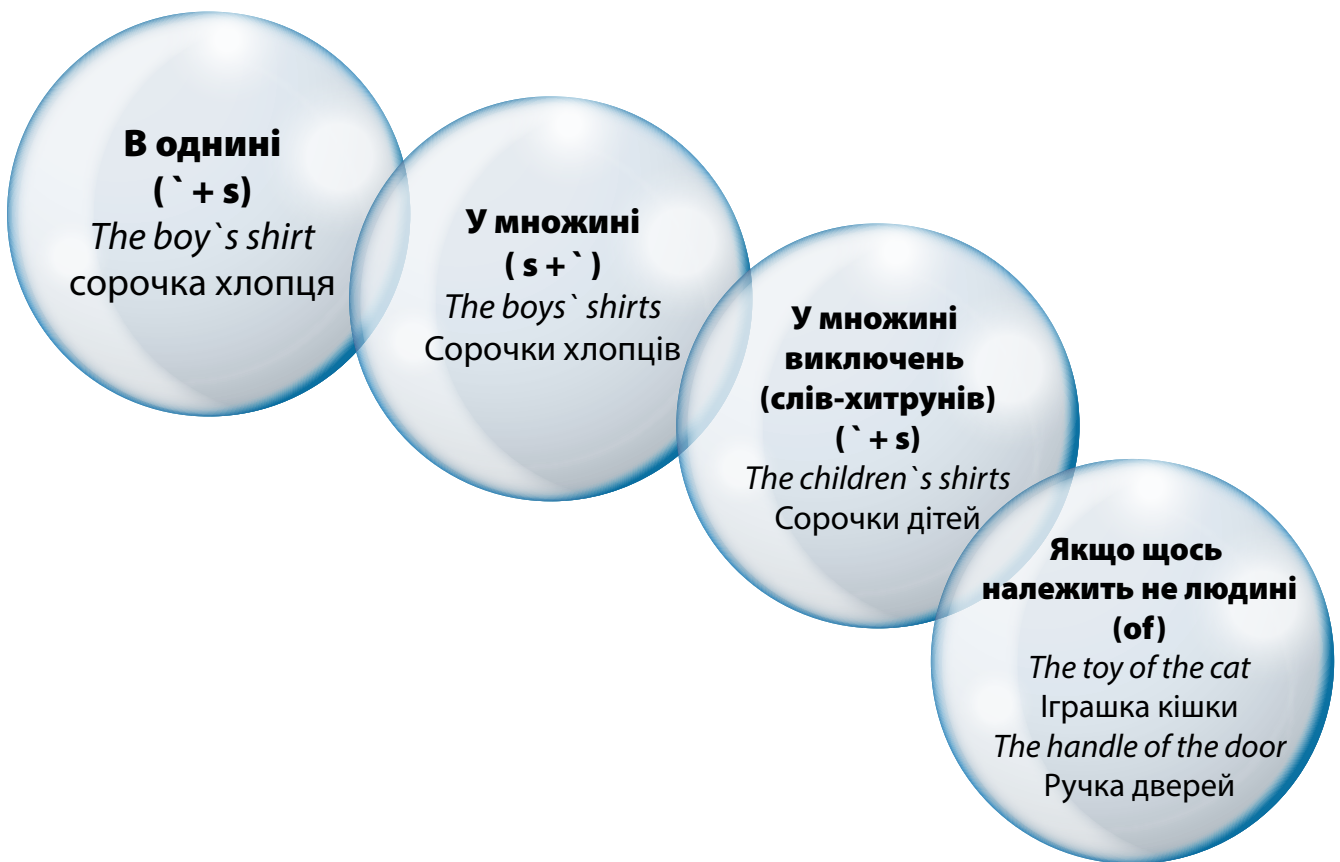 В однині
( ` + s)
The boy`s shirt
сорочка хлопця
У множині
( s + ` )
The boys` shirts
Сорочки хлопців
У множині
виключень
(слів-хитрунів)
( ` + s)
The children`s shirts
Сорочки дітей
Якщо щось
належить не людині
(of)
The toy of the cat
Іграшка кішки
The handle of the door
Ручка дверей